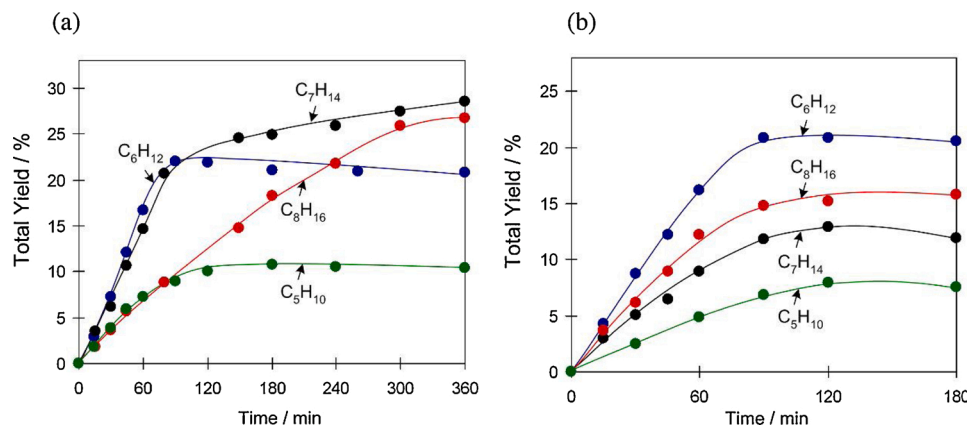 (a)
(b)
Total Yield / %
30
25
20
15
10
5
0
C₇H₁₄
C₆H₁₂
C₈H₁₆
C₅H₁₀
0 60 120 180 240 300 360
Time / min
Total Yield / %
25
20
15
10
5
0
C₆H₁₂
C₈H₁₆
C₇H₁₄
C₅H₁₀
0 60 120 180
Time / min